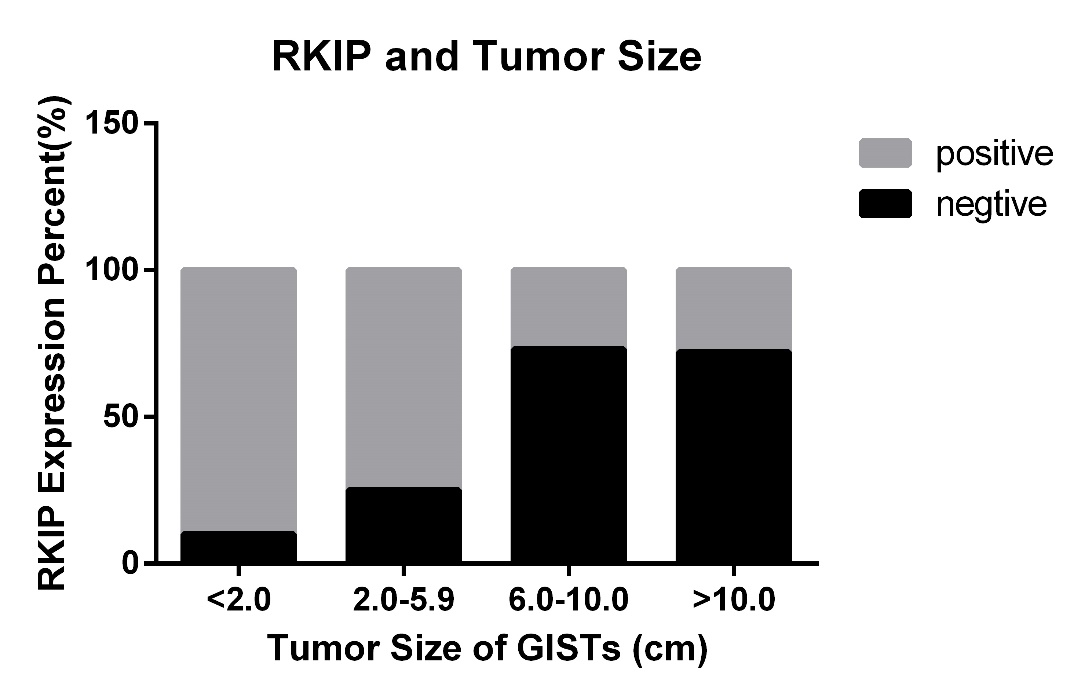 RKIP and Tumor Size
RKIP Expression Percent(%)
150
100
50
0
positive
negtive
<2.0
2.0-5.9
6.0-10.0
>10.0
Tumor Size of GISTs (cm)